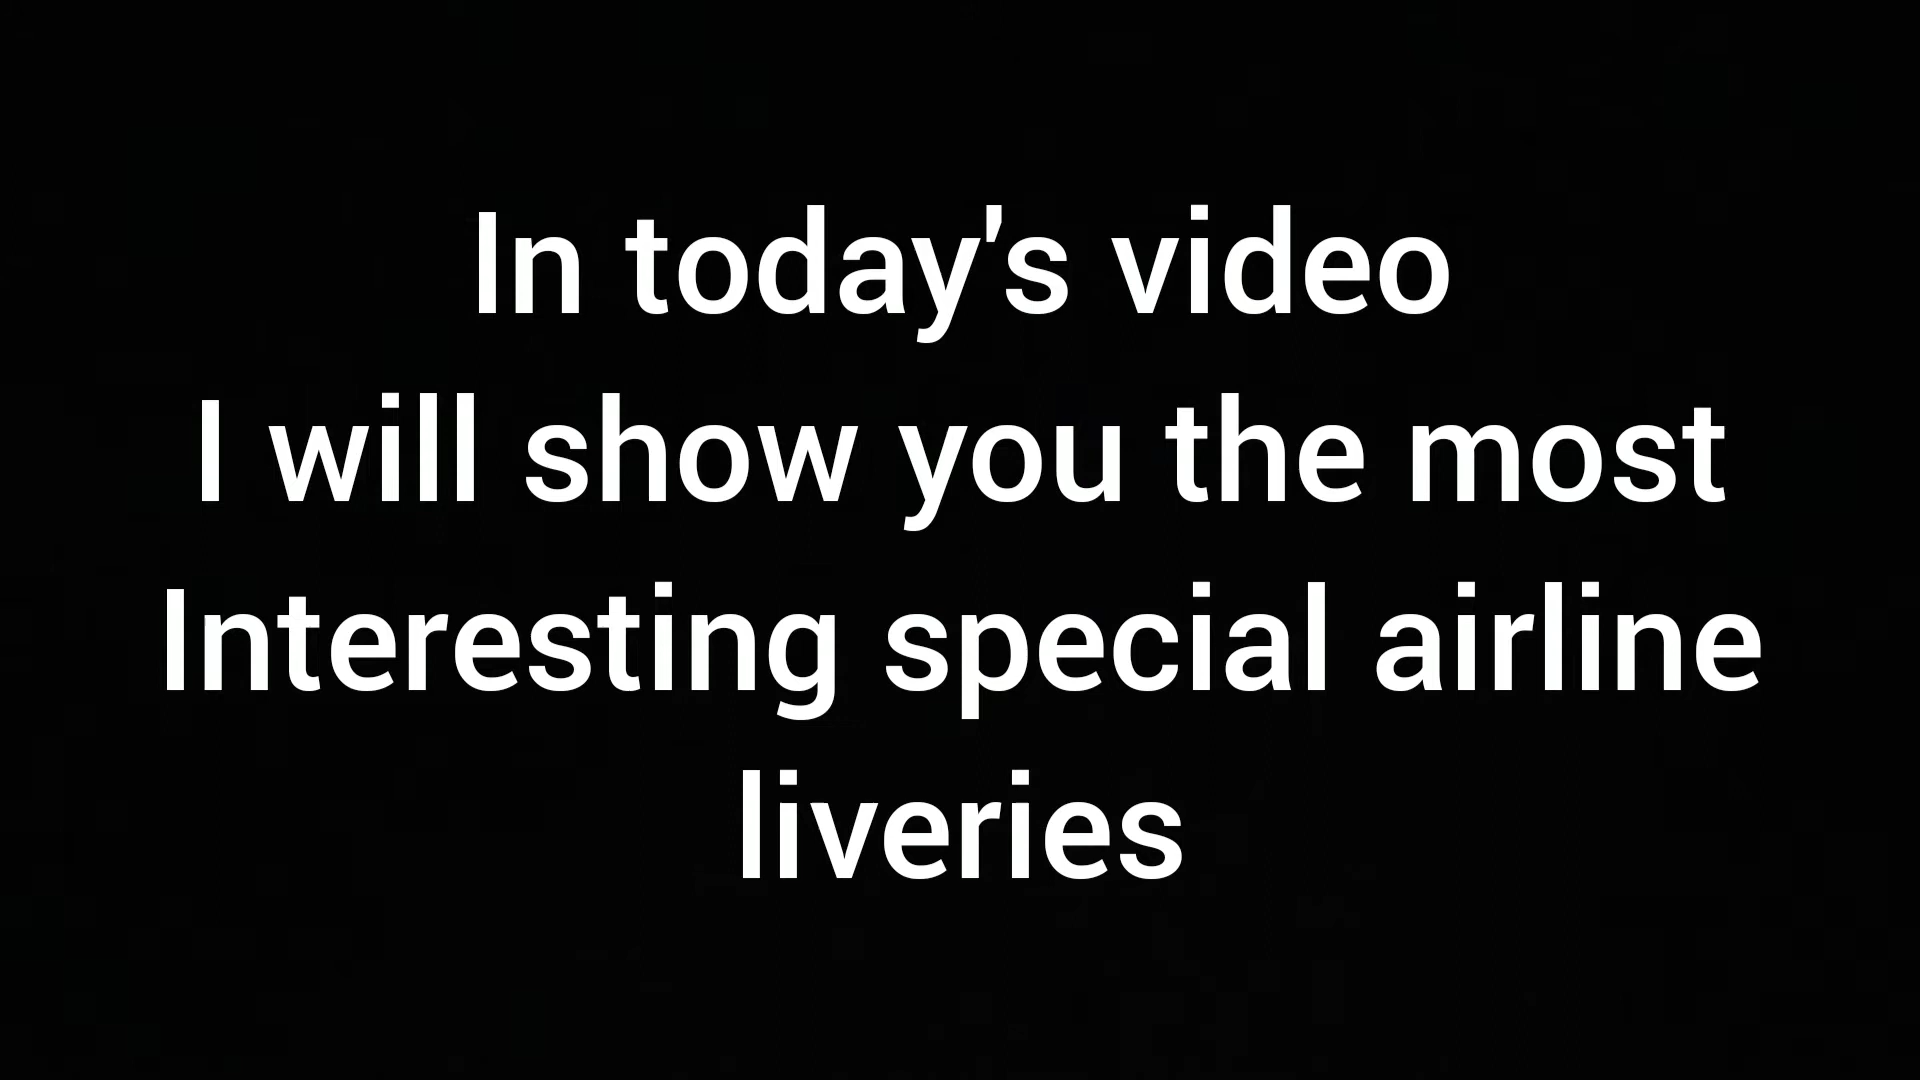 In today's video
I will show you the most
Interesting special airline
liveries